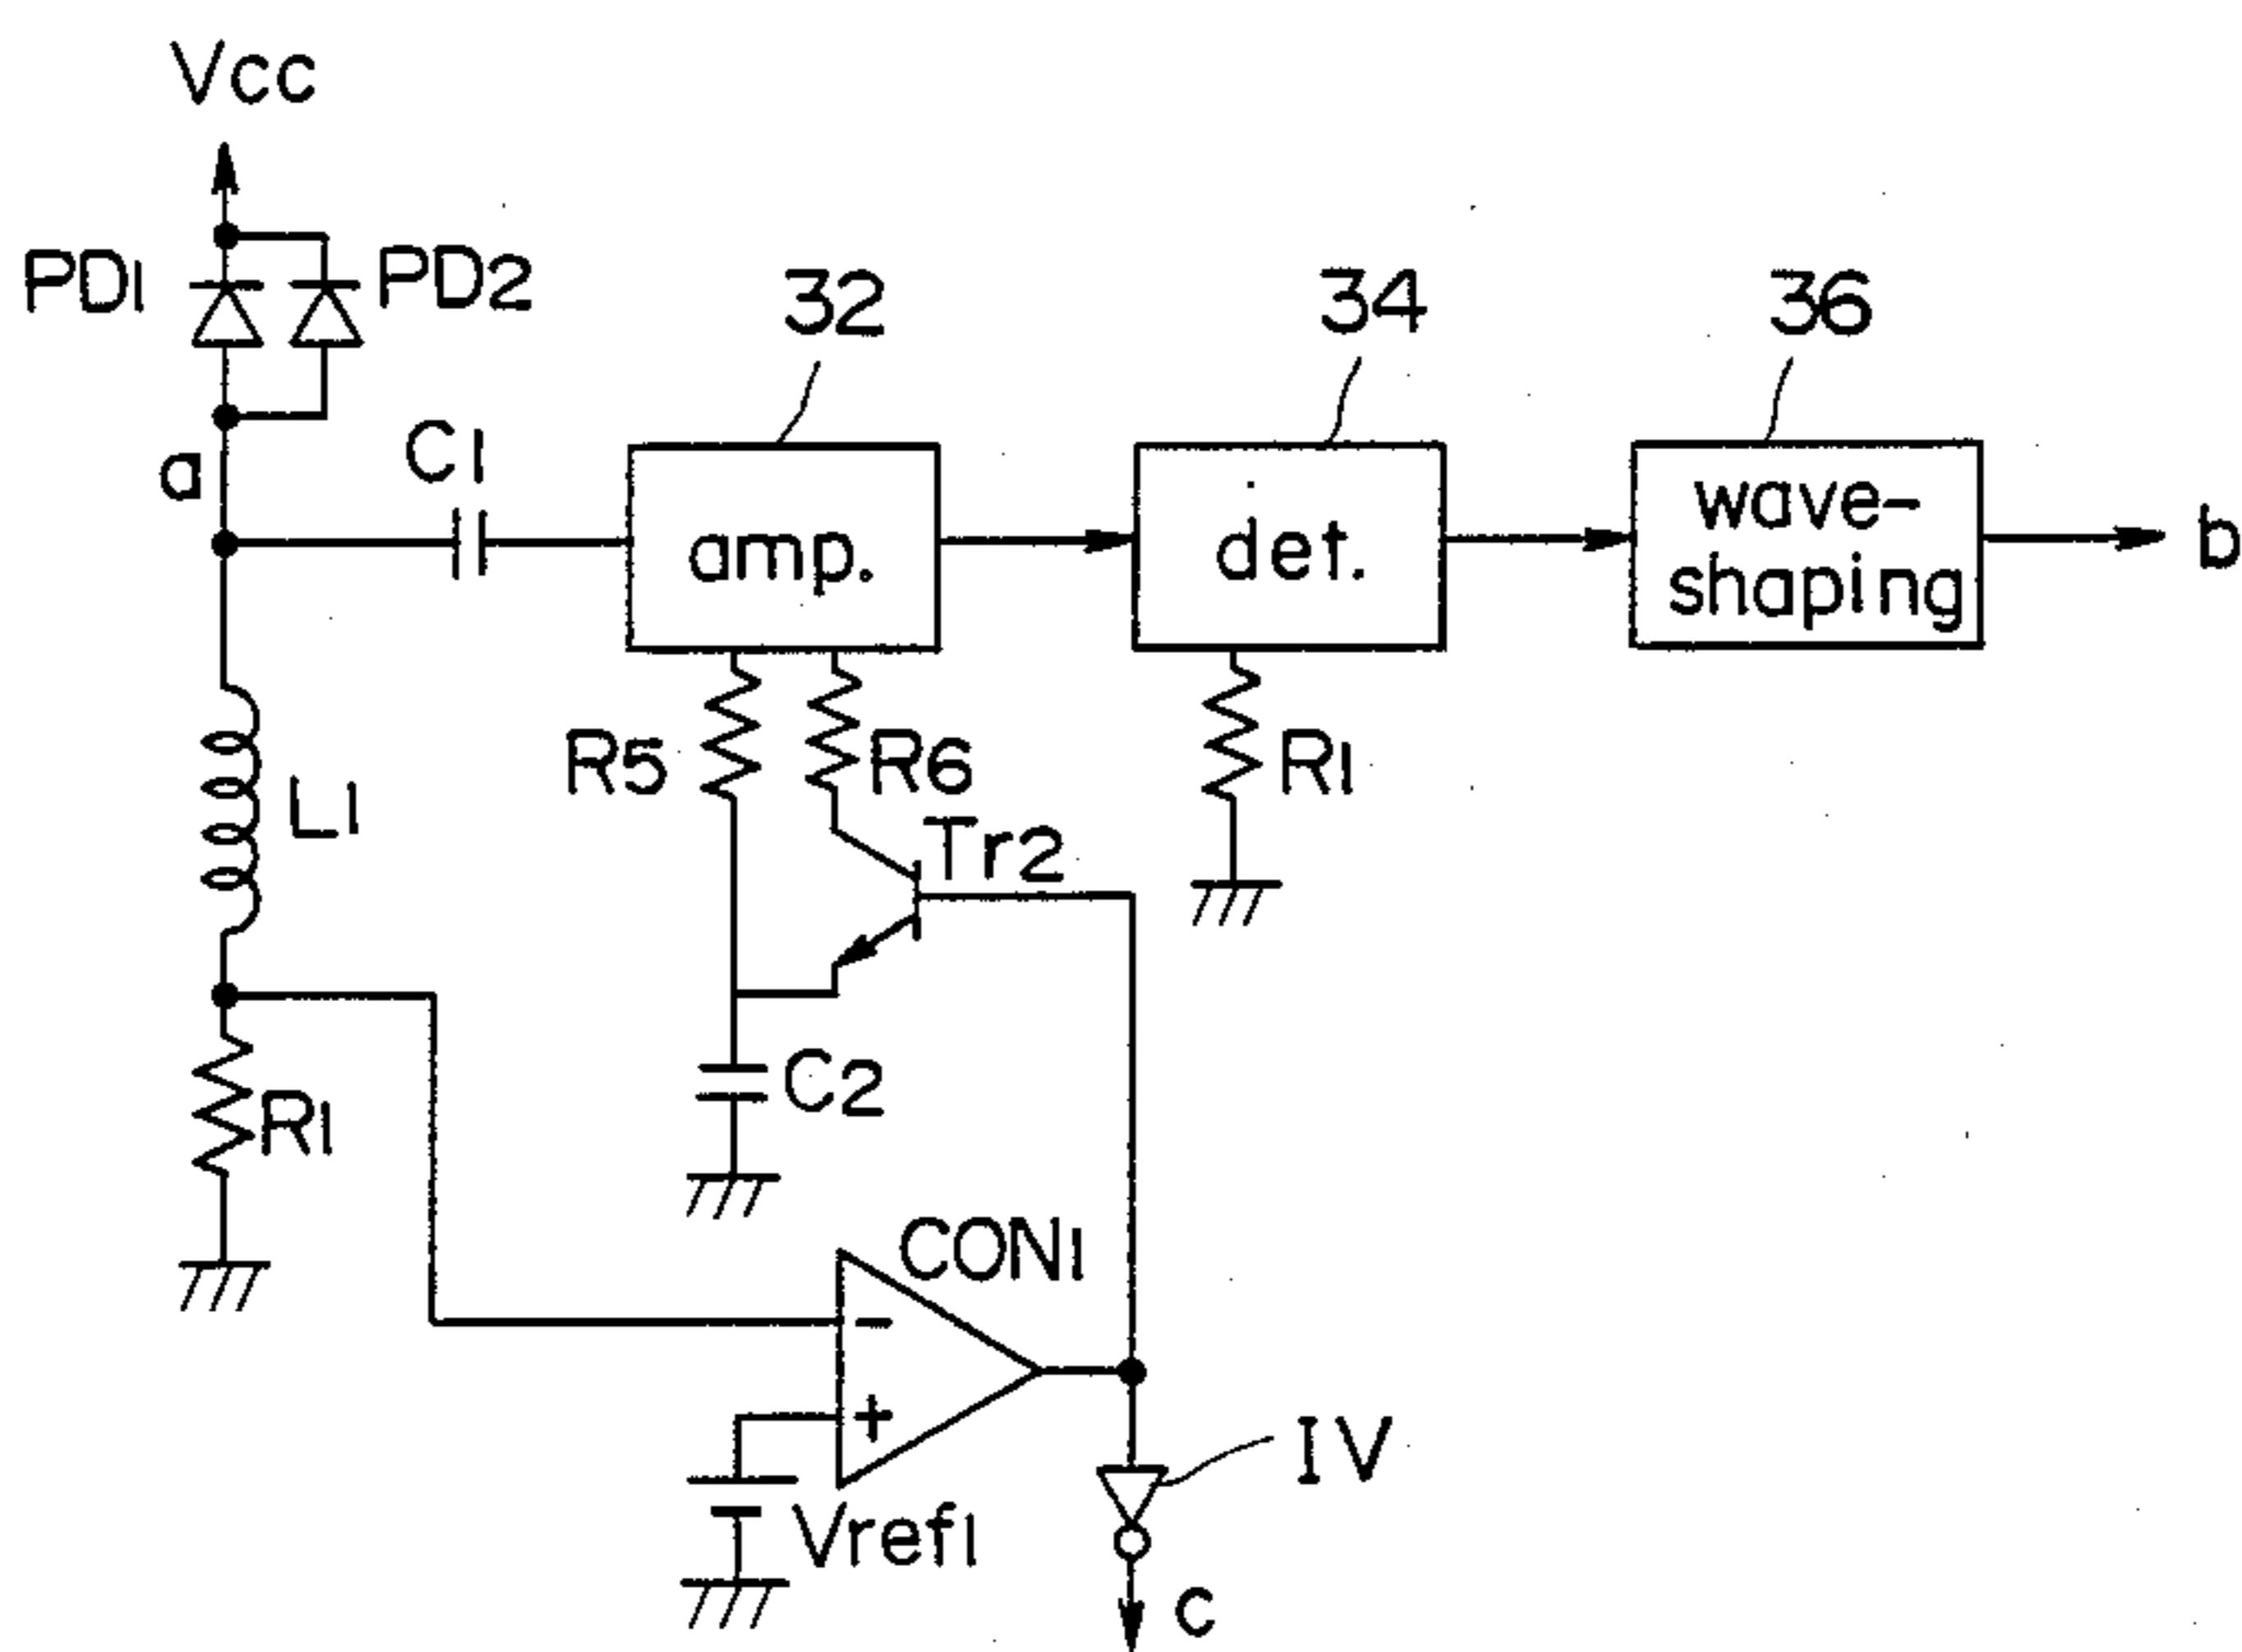 Vcc
PD1
PD2
32
34
36
a
C1
amp.
det.
wave-
shaping
b
L1
R5
R6
R1
Tr2
R1
C2
CON1
-
+
Vref1
IV
c